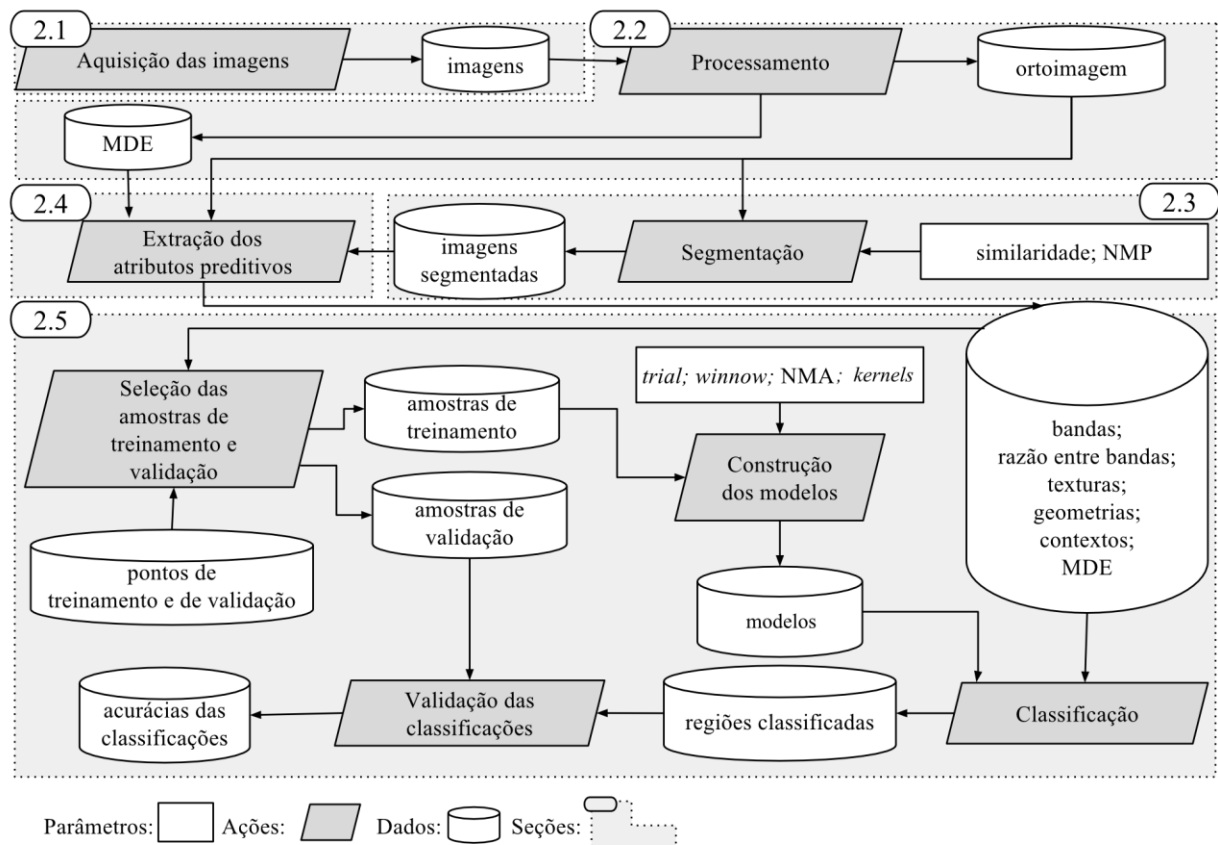 2.1
Aquisição das imagens
imagens
2.2
Processamento
ortoimagem
MDE
2.4
Extração dos
atributos preditivos
imagens
segmentadas
Segmentação
2.3
similaridade; NMP
2.5
Seleção das
amostras de
treinamento e
validação
amostras de
treinamento
amostras de
validação
pontos de
treinamento e de validação
trial; winnow; NMA; kernels
Construção
dos modelos
modelos
bandas;
razão entre bandas;
texturas;
geometrias;
contextos;
MDE
acurácias das
classificações
Validação das
classificações
regiões classificadas
Classificação
Parâmetros: Ações: Dados: Seções: